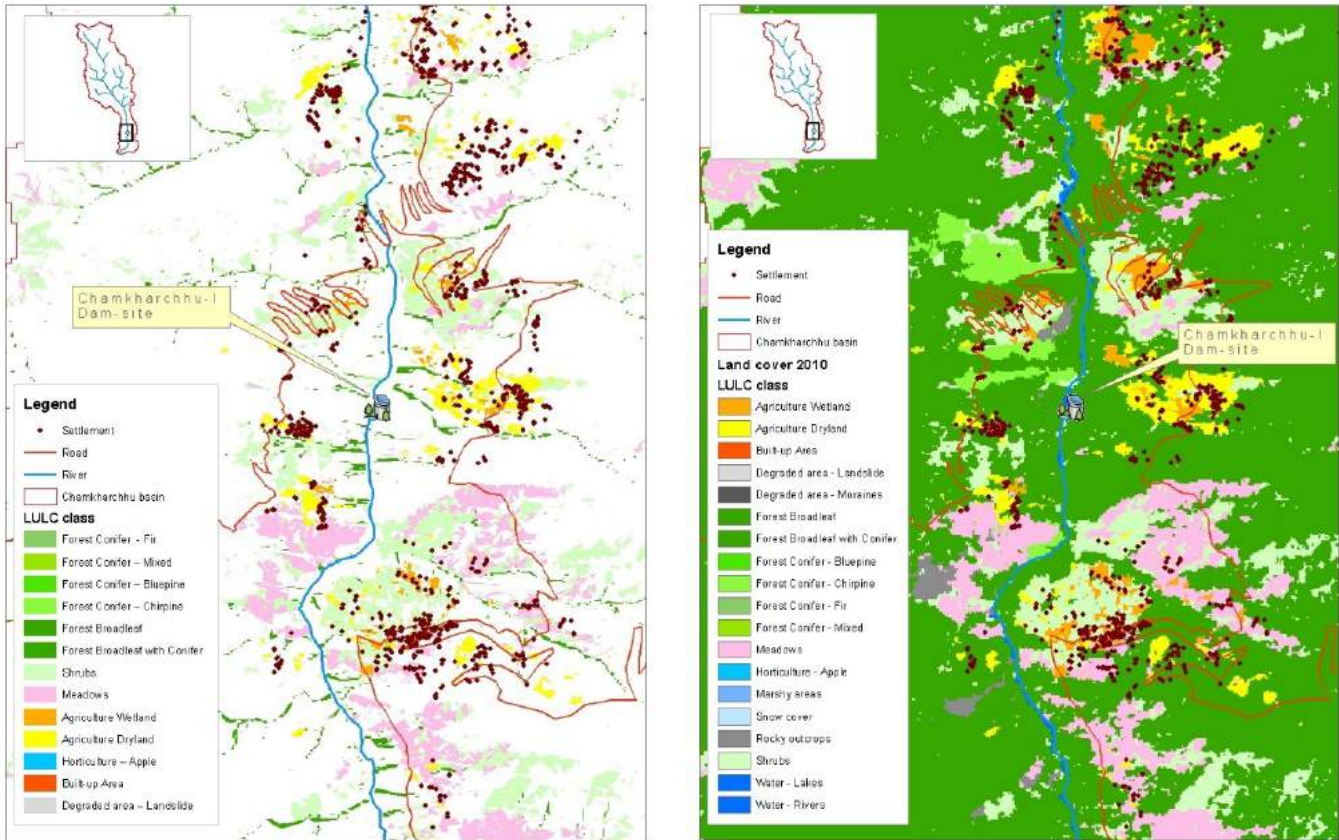 Chamkharchhu-I
Dam-site
Legend
Settlement
Road
River
Chamkharchhu basin
LULC class
Forest Conifer - Fir
Forest Conifer – Mixed
Forest Conifer – Bluepine
Forest Conifer – Chirpine
Forest Broadleaf
Forest Broadleaf with Conifer
Shrubs
Meadows
Agriculture Wetland
Agriculture Dryland
Horticulture – Apple
Built-up Area
Degraded area – Landslide
Legend
Settlement
Road
River
Chamkharchhu basin
Land cover 2010
LULC class
Agriculture Wetland
Agriculture Dryland
Built-up Area
Degraded area - Landslide
Degraded area - Moraines
Forest Broadleaf
Forest Broadleaf with Conifer
Forest Conifer - Bluepine
Forest Conifer - Chirpine
Forest Conifer - Fir
Forest Conifer - Mixed
Meadows
Horticulture - Apple
Marshy areas
Snow cover
Rocky outcrops
Shrubs
Water - Lakes
Water - Rivers
Chamkharchhu-I
Dam-site